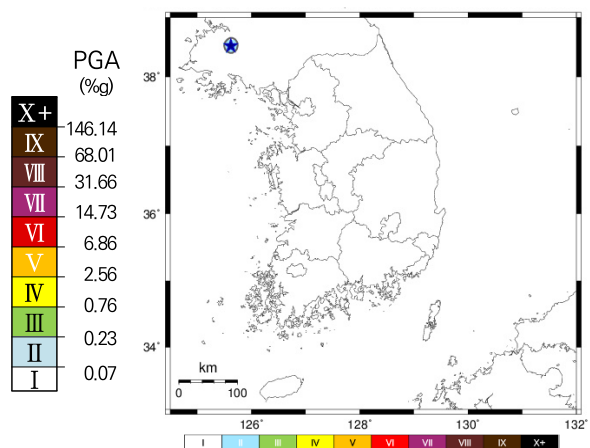 PGA
(%g)
X+
146.14
IX
68.01
VIII
31.66
VII
14.73
VI
6.86
V
2.56
IV
0.76
III
0.23
II
0.07
I
38°
36°
34°
km
0 100
126° 128° 130° 132°
I II III IV V VI VII VIII IX X+